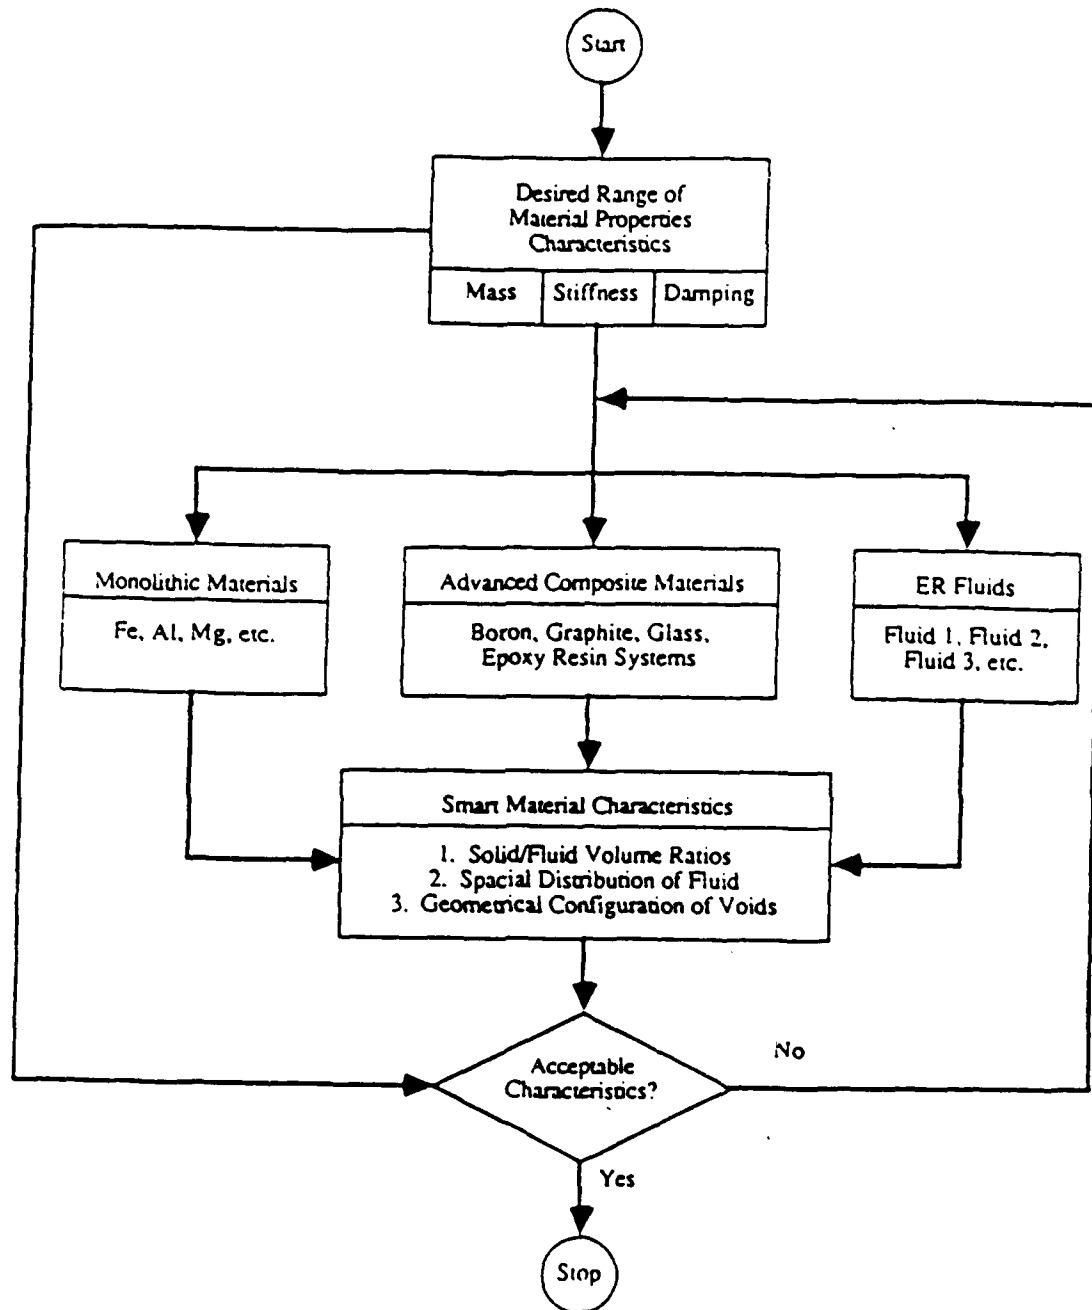 Start
Desired Range of
Material Properties
Characteristics
Mass
Stiffness
Damping
Monolithic Materials
Fe, Al, Mg, etc.
Advanced Composite Materials
Boron, Graphite, Glass,
Epoxy Resin Systems
ER Fluids
Fluid 1, Fluid 2,
Fluid 3, etc.
Smart Material Characteristics
1. Solid/Fluid Volume Ratios
2. Spacial Distribution of Fluid
3. Geometrical Configuration of Voids
Acceptable
Characteristics?
No
Yes
Stop